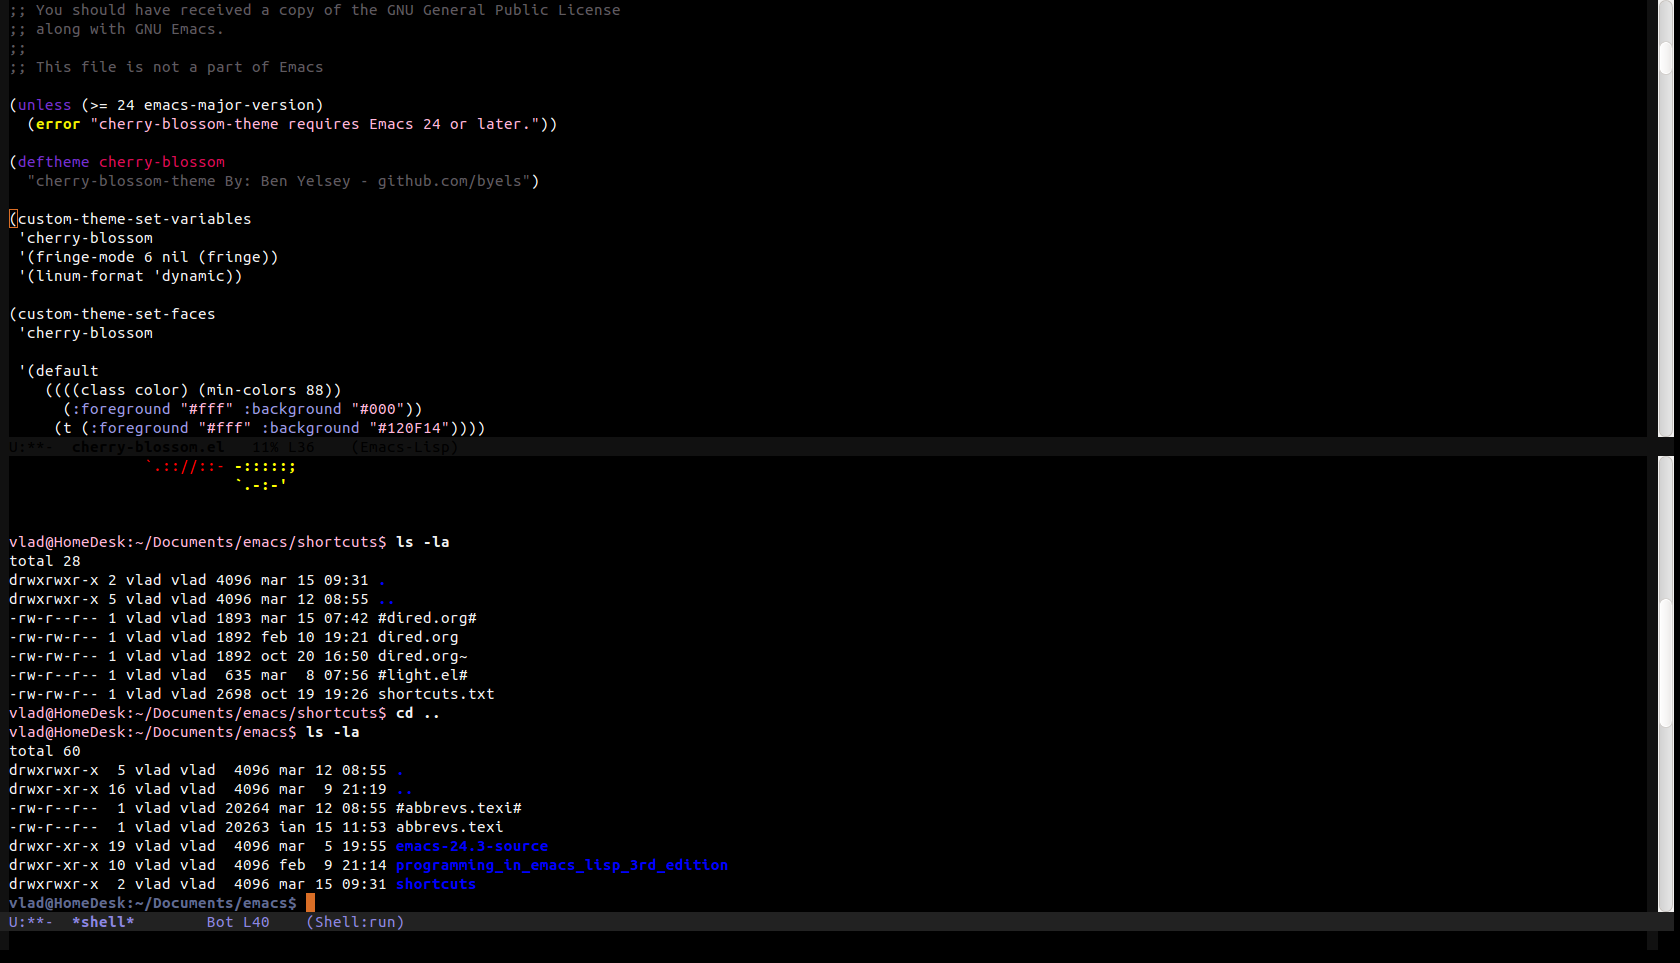 ;; You should have received a copy of the GNU General Public License
;; along with GNU Emacs.
;;
;; This file is not a part of Emacs
(unless (>= 24 emacs-major-version)
  (error "cherry-blossom-theme requires Emacs 24 or later."))
(deftheme cherry-blossom
  "cherry-blossom-theme By: Ben Yelsey - github.com/byels")
(custom-theme-set-variables
 'cherry-blossom
 '(fringe-mode 6 nil (fringe))
 '(linum-format 'dynamic))
(custom-theme-set-faces
 'cherry-blossom
 '(default
    ((((class color) (min-colors 88))
      (:foreground "#fff" :background "#000"))
     (t (:foreground "#fff" :background "#120F14"))))
U:**-  cherry-blossom.el   11% L36    (Emacs-Lisp)
               `.:://::- -:::::;
                         `.-:-'
vlad@HomeDesk:~/Documents/emacs/shortcuts$ ls -la
total 28
drwxrwxr-x 2 vlad vlad 4096 mar 15 09:31 .
drwxrwxr-x 5 vlad vlad 4096 mar 12 08:55 ..
-rw-r--r-- 1 vlad vlad 1893 mar 15 07:42 #dired.org#
-rw-rw-r-- 1 vlad vlad 1892 feb 10 19:21 dired.org
-rw-rw-r-- 1 vlad vlad 1892 oct 20 16:50 dired.org~
-rw-r--r-- 1 vlad vlad  635 mar  8 07:56 #light.el#
-rw-rw-r-- 1 vlad vlad 2698 oct 19 19:26 shortcuts.txt
vlad@HomeDesk:~/Documents/emacs/shortcuts$ cd ..
vlad@HomeDesk:~/Documents/emacs$ ls -la
total 60
drwxrwxr-x  5 vlad vlad  4096 mar 12 08:55 .
drwxr-xr-x 16 vlad vlad  4096 mar  9 21:19 ..
-rw-r--r--  1 vlad vlad 20264 mar 12 08:55 #abbrevs.texi#
-rw-r--r--  1 vlad vlad 20263 ian 15 11:53 abbrevs.texi
drwxr-xr-x 19 vlad vlad  4096 mar  5 19:55 emacs-24.3-source
drwxr-xr-x 10 vlad vlad  4096 feb  9 21:14 programming_in_emacs_lisp_3rd_edition
drwxrwxr-x  2 vlad vlad  4096 mar 15 09:31 shortcuts
vlad@HomeDesk:~/Documents/emacs$
U:**-  *shell*        Bot L40    (Shell:run)